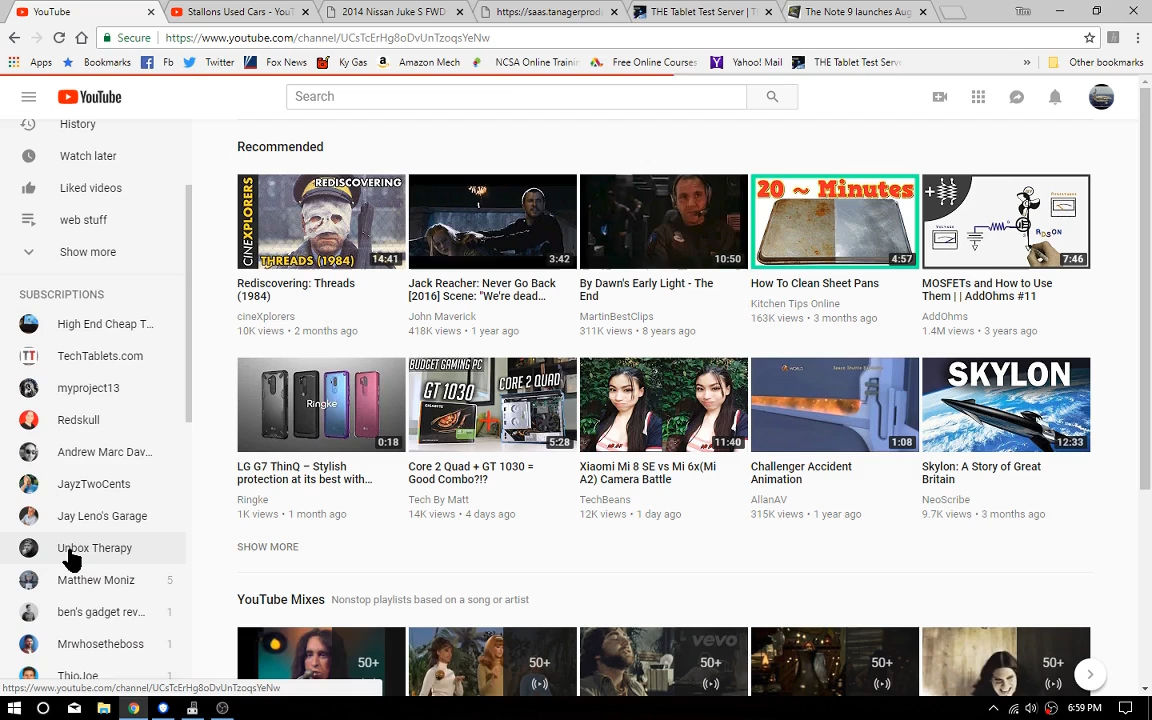 YouTube
Stallons Used Cars - YouT
2014 Nissan Juke S FWD
https://saas.tanagerprod
THE Tablet Test Server | T
The Note 9 launches Aug
Tim
Secure
https://www.youtube.com/channel/UCsTcErHg8oDvUnTzoqsYeNw
Apps
Bookmarks
Fb
Twitter
Fox News
Ky Gas
Amazon Mech
NCSA Online Trainin
Free Online Courses
Yahoo! Mail
THE Tablet Test Serve
Other bookmarks
YouTube
Search
History
Watch later
Liked videos
web stuff
Show more
SUBSCRIPTIONS
High End Cheap T...
TechTablets.com
myproject13
Redskull
Andrew Marc Dav...
JayzTwoCents
Jay Leno's Garage
Unbox Therapy
Matthew Moniz 5
ben's gadget rev... 1
Mrwhosetheboss 1
ThioJoe 1
Recommended
CINEXPLORERS
REDISCOVERING
THREADS (1984)
14:41
3:42
10:50
20 ~ Minutes
4:57
RDSON
7:46
Rediscovering: Threads
(1984)
cineXplorers
10K views • 2 months ago
Jack Reacher: Never Go Back
[2016] Scene: "We're dead...
John Maverick
418K views • 1 year ago
By Dawn's Early Light - The
End
MartinBestClips
311K views • 8 years ago
How To Clean Sheet Pans
Kitchen Tips Online
163K views • 3 months ago
MOSFETs and How to Use
Them | | AddOhms #11
AddOhms
1.4M views • 3 years ago
Ringke
0:18
BUDGET GAMING PC
GT 1030
CORE 2 QUAD
5:28
11:40
1:08
SKYLON
12:33
LG G7 ThinQ – Stylish
protection at its best with...
Ringke
1K views • 1 month ago
Core 2 Quad + GT 1030 =
Good Combo?!?
Tech By Matt
14K views • 4 days ago
Xiaomi Mi 8 SE vs Mi 6x(Mi
A2) Camera Battle
TechBeans
12K views • 1 day ago
Challenger Accident
Animation
AllanAV
315K views • 1 year ago
Skylon: A Story of Great
Britain
NeoScribe
9.7K views • 3 months ago
SHOW MORE
YouTube Mixes Nonstop playlists based on a song or artist
50+
50+
vevo
50+
50+
50+
https://www.youtube.com/channel/UCsTcErHg8oDvUnTzoqsYeNw
6:59 PM